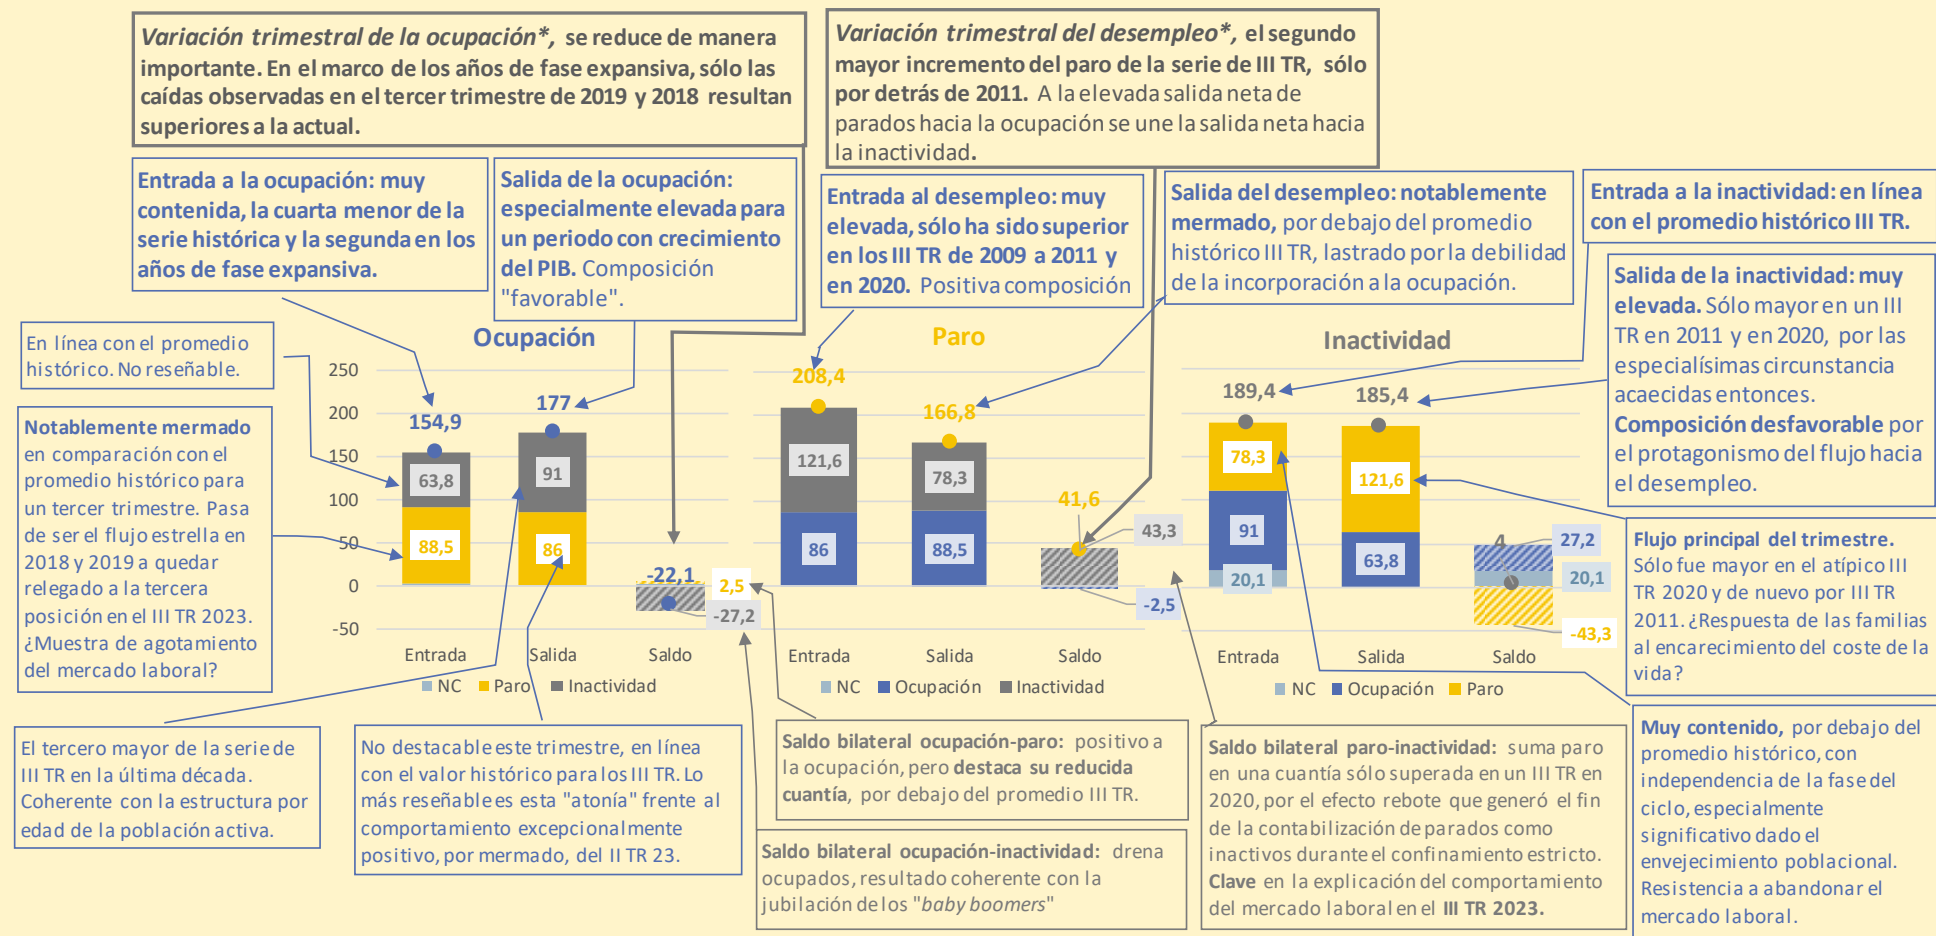 Variación trimestral de la ocupación*, se reduce de manera
importante. En el marco de los años de fase expansiva, sólo las
caídas observadas en el tercer trimestre de 2019 y 2018 resultan
superiores a la actual.
Variación trimestral del desempleo*, el segundo
mayor incremento del paro de la serie de III TR, sólo
por detrás de 2011. A la elevada salida neta de
parados hacia la ocupación se une la salida neta hacia
la inactividad.
Entrada a la ocupación: muy
contenida, la cuarta menor de la
serie histórica y la segunda en los
años de fase expansiva.
Salida de la ocupación:
especialmente elevada para
un periodo con crecimiento
del PIB. Composición
"favorable".
Entrada al desempleo: muy
elevada, sólo ha sido superior
en los III TR de 2009 a 2011 y
en 2020. Positiva composición
Salida del desempleo: notablemente
mermado, por debajo del promedio
histórico III TR, lastrado por la debilidad
de la incorporación a la ocupación.
Entrada a la inactividad: en línea
con el promedio histórico III TR.
Salida de la inactividad: muy
elevada. Sólo mayor en un III
TR en 2011 y en 2020, por las
especialísimas circunstancia
acaecidas entonces.
Composición desfavorable por
el protagonismo del flujo hacia
el desempleo.
En línea con el promedio
histórico. No reseñable.
Notablemente mermado
en comparación con el
promedio histórico para
un tercer trimestre. Pasa
de ser el flujo estrella en
2018 y 2019 a quedar
relegado a la tercera
posición en el III TR 2023.
¿Muestra de agotamiento
del mercado laboral?
Ocupación
250
200
150
100
50
0
-50
154,9
63,8
88,5
177
91
86
-22,1
2,5
-27,2
Entrada
Salida
Saldo
NC
Paro
Inactividad
Paro
208,4
121,6
86
166,8
78,3
88,5
41,6
43,3
-2,5
Entrada
Salida
Saldo
NC
Ocupación
Inactividad
Inactividad
189,4
78,3
91
20,1
185,4
121,6
63,8
4
27,2
20,1
-43,3
Entrada
Salida
Saldo
NC
Ocupación
Paro
Flujo principal del trimestre.
Sólo fue mayor en el atípico III
TR 2020 y de nuevo por III TR
2011. ¿Respuesta de las familias
al encarecimiento del coste de la
vida?
El tercero mayor de la serie de
III TR en la última década.
Coherente con la estructura por
edad de la población activa.
No destacable este trimestre, en línea
con el valor histórico para los III TR. Lo
más reseñable es esta "atonía" frente al
comportamiento excepcionalmente
positivo, por mermado, del II TR 23.
Saldo bilateral ocupación-paro: positivo a
la ocupación, pero destaca su reducida
cuantía, por debajo del promedio III TR.
Saldo bilateral ocupación-inactividad: drena
ocupados, resultado coherente con la
jubilación de los "baby boomers"
Saldo bilateral paro-inactividad: suma paro
en una cuantía sólo superada en un III TR en
2020, por el efecto rebote que generó el fin
de la contabilización de parados como
inactivos durante el confinamiento estricto.
Clave en la explicación del comportamiento
del mercado laboral en el III TR 2023.
Muy contenido, por debajo del
promedio histórico, con
independencia de la fase del
ciclo, especialmente
significativo dado el
envejecimiento poblacional.
Resistencia a abandonar el
mercado laboral.